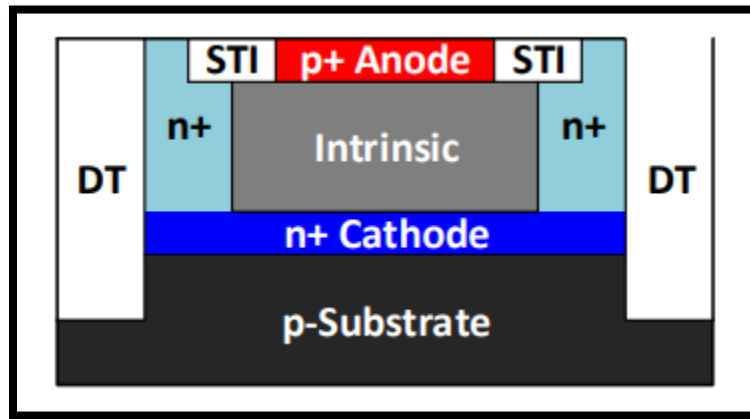 STI p+ Anode STI
n+ n+
Intrinsic
DT DT
n+ Cathode
p-Substrate